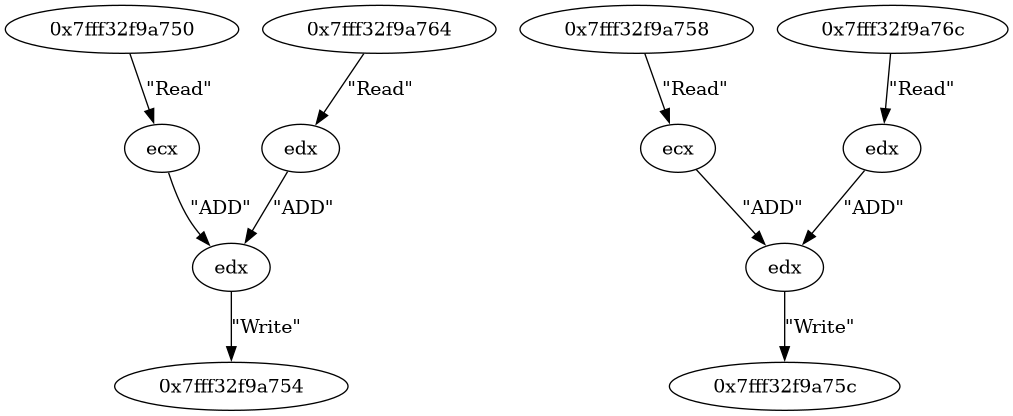 0x7fff32f9a750 0x7fff32f9a764 0x7fff32f9a758 0x7fff32f9a76c
"Read" "Read" "Read" "Read"
ecx edx ecx edx
"ADD" "ADD" "ADD" "ADD"
edx edx
"Write" "Write"
0x7fff32f9a754 0x7fff32f9a75c